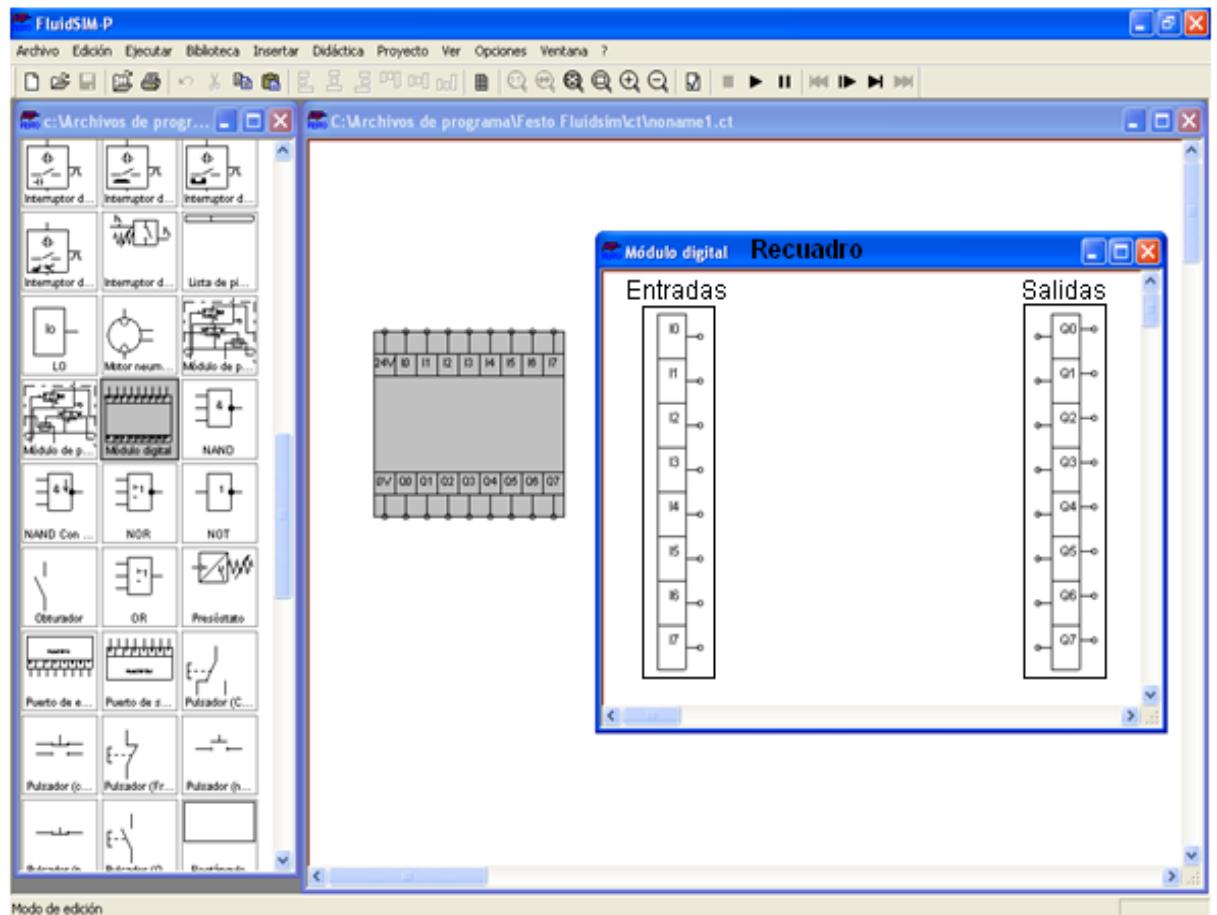 FluidSIM-P
Archivo Edición Ejecutar Biblioteca Insertar Didáctica Proyecto Ver Opciones Ventana ?
c:\Archivos de progr...
Interruptor d... Interruptor d... Interruptor d...
Interruptor d... Interruptor d... Lista de pi...
lo
LO Motor neum... Módulo de p...
&
Módulo de p... Módulo digital NAND
& >1 1
NAND Con ... NOR NOT
>1
Obturador OR Presóstato
Puerto de e... Puerto de s... Pulsador (C...
Pulsador (c... Pulsador (Fr... Pulsador (h...
Rectángulo
C:\Archivos de programa\Festo Fluidsim\ct\noname1.ct
24V I0 I1 I2 I3 I4 I5 I6 I7
0V Q0 Q1 Q2 Q3 Q4 Q5 Q6 Q7
Módulo digital Recuadro
Entradas Salidas
I0 Q0
I1 Q1
I2 Q2
I3 Q3
I4 Q4
I5 Q5
I6 Q6
I7 Q7
Modo de edición